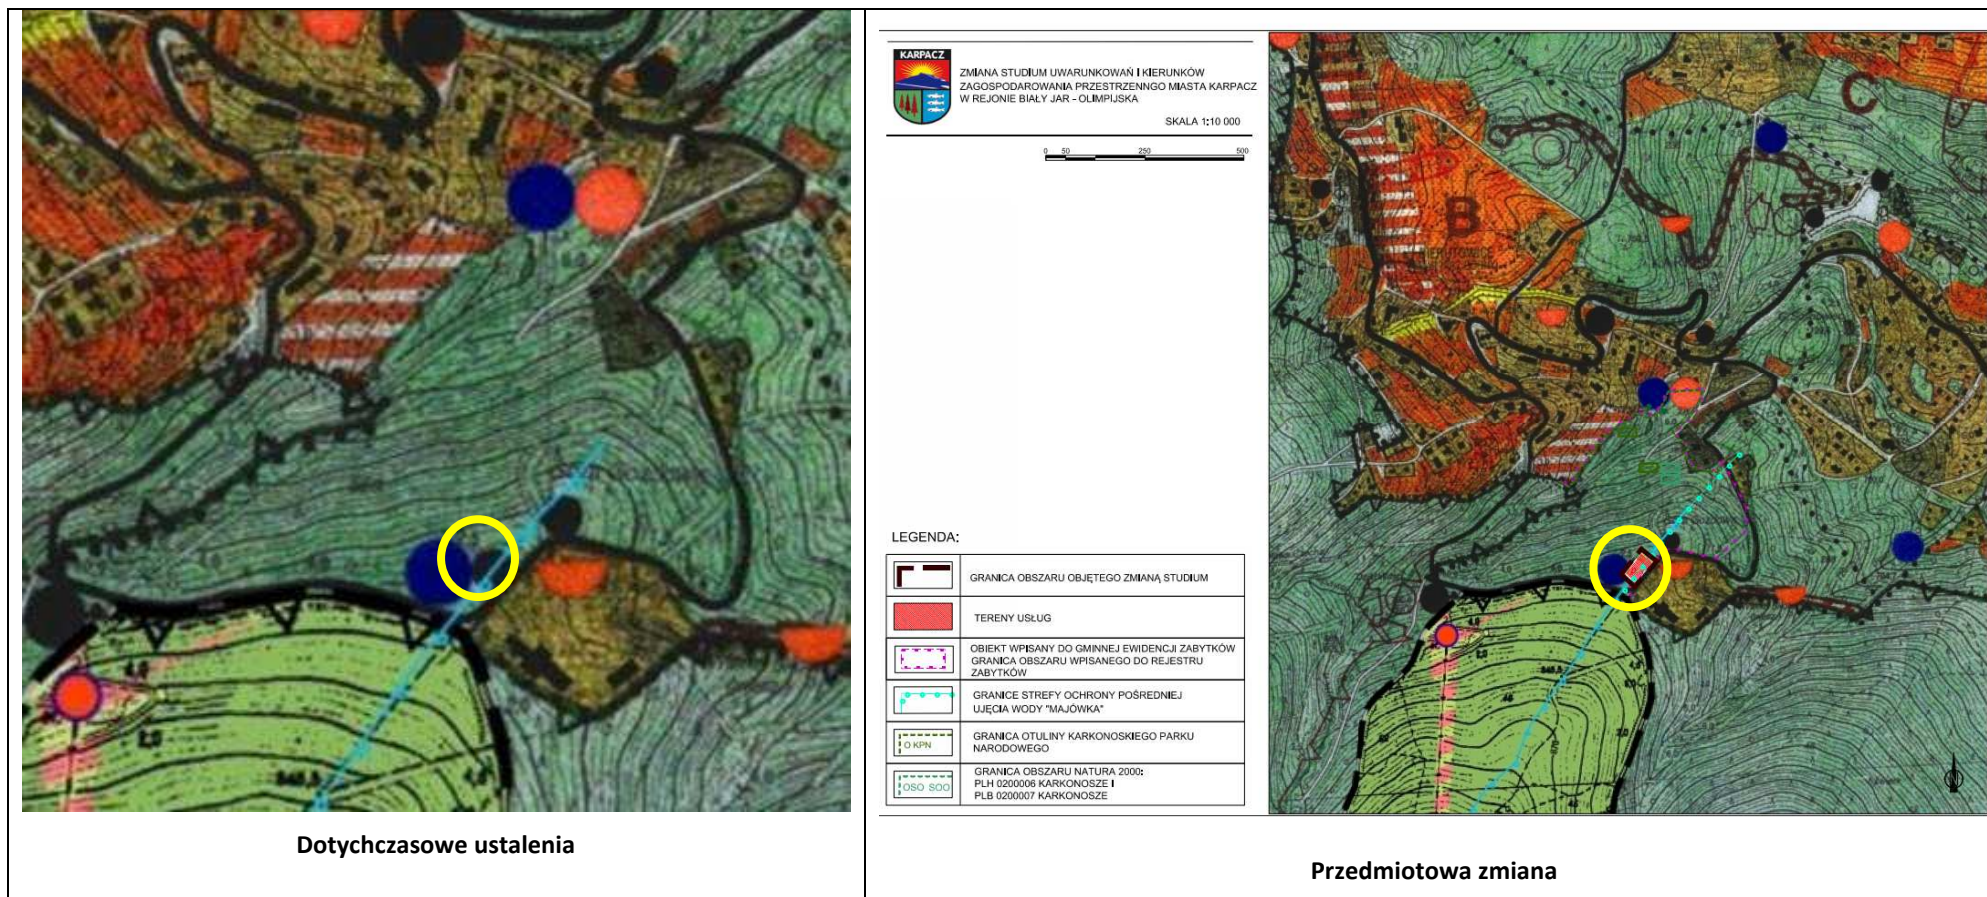 KARPACZ
ZMIANA STUDIUM UWARUNKOWAŃ I KIERUNKÓW
ZAGOSPODAROWANIA PRZESTRZENNGO MIASTA KARPACZ
W REJONIE BIAŁY JAR - OLIMPIJSKA
SKALA 1:10 000
0 50 250 500
C
B
LEGENDA:
GRANICA OBSZARU OBJĘTEGO ZMIANĄ STUDIUM
TERENY USŁUG
OBIEKT WPISANY DO GMINNEJ EWIDENCJI ZABYTKÓW
GRANICA OBSZARU WPISANEGO DO REJESTRU
ZABYTKÓW
GRANICE STREFY OCHRONY POŚREDNIEJ
UJĘCIA WODY "MAJÓWKA"
O KPN
GRANICA OTULINY KARKONOSKIEGO PARKU
NARODOWEGO
OSO SOO
GRANICA OBSZARU NATURA 2000:
PLH 0200006 KARKONOSZE I
PLB 0200007 KARKONOSZE
N
Dotychczasowe ustalenia
Przedmiotowa zmiana